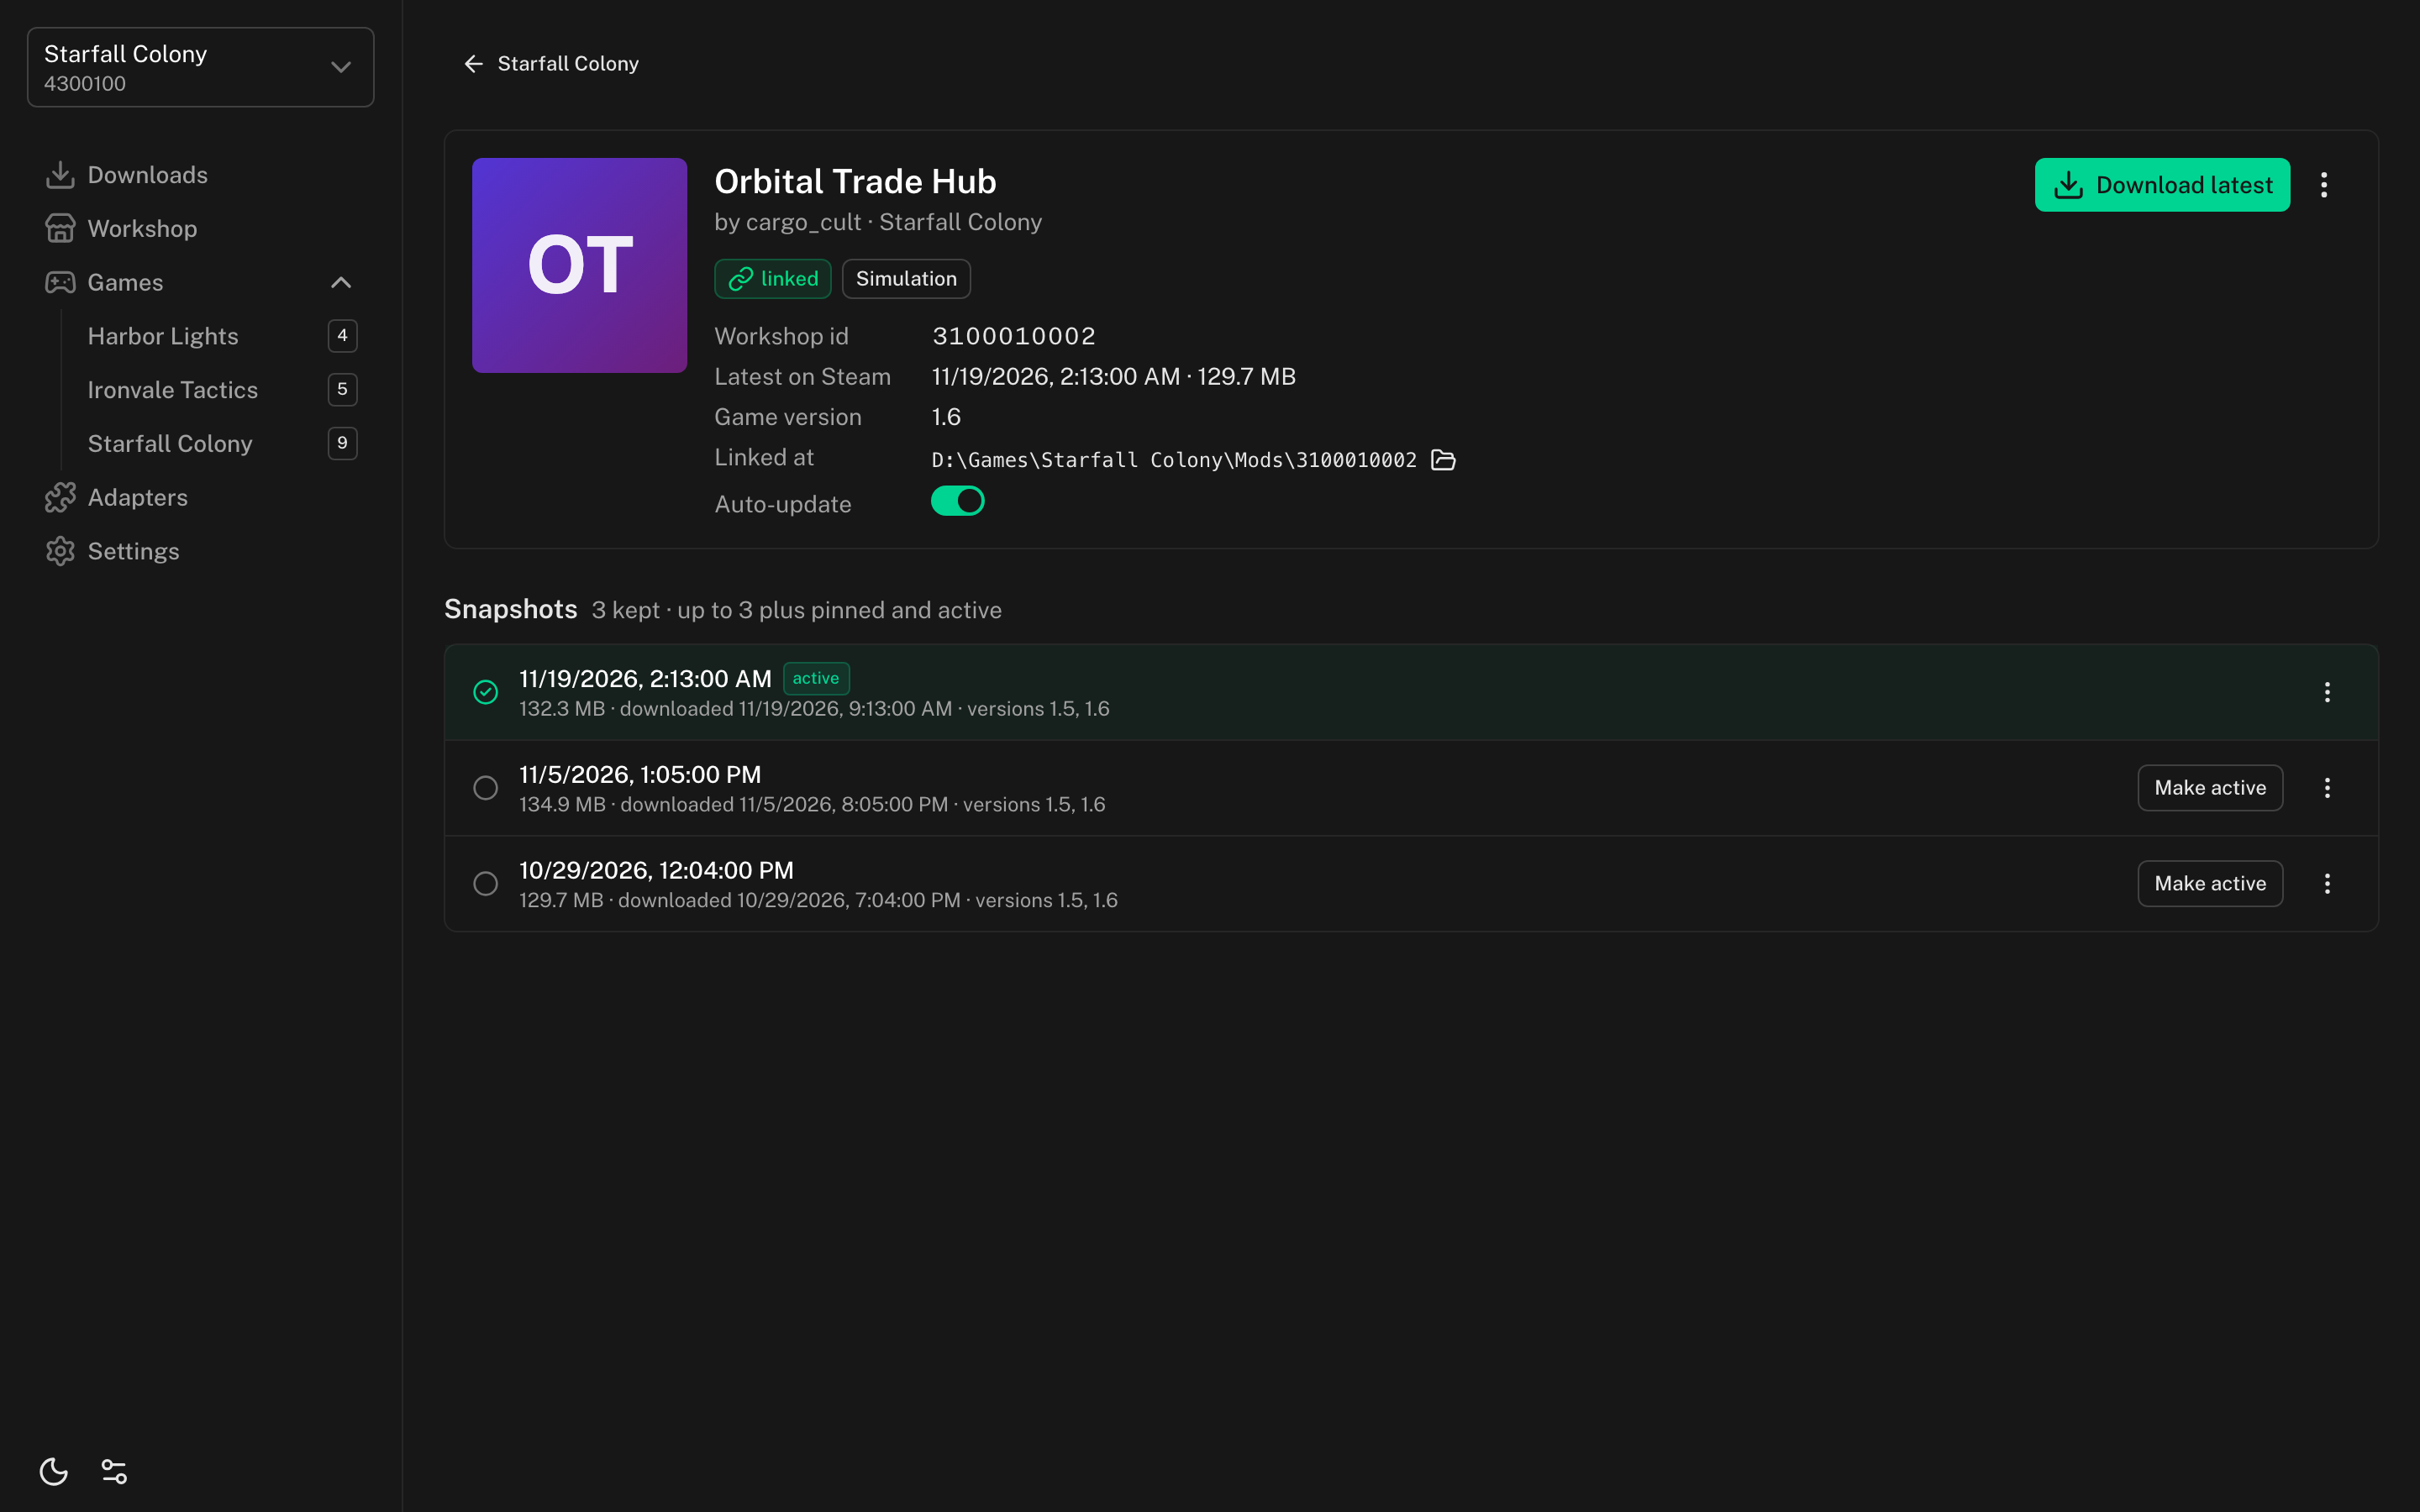 Starfall Colony
4300100
Downloads
Workshop
Games
Harbor Lights 4
Ironvale Tactics 5
Starfall Colony 9
Adapters
Settings
Starfall Colony
OT
Orbital Trade Hub
by cargo_cult · Starfall Colony
Download latest
linked
Simulation
Workshop id 3100010002
Latest on Steam 11/19/2026, 2:13:00 AM · 129.7 MB
Game version 1.6
Linked at D:\Games\Starfall Colony\Mods\3100010002
Auto-update
Snapshots 3 kept · up to 3 plus pinned and active
11/19/2026, 2:13:00 AM active
132.3 MB · downloaded 11/19/2026, 9:13:00 AM · versions 1.5, 1.6
11/5/2026, 1:05:00 PM
134.9 MB · downloaded 11/5/2026, 8:05:00 PM · versions 1.5, 1.6
Make active
10/29/2026, 12:04:00 PM
129.7 MB · downloaded 10/29/2026, 7:04:00 PM · versions 1.5, 1.6
Make active